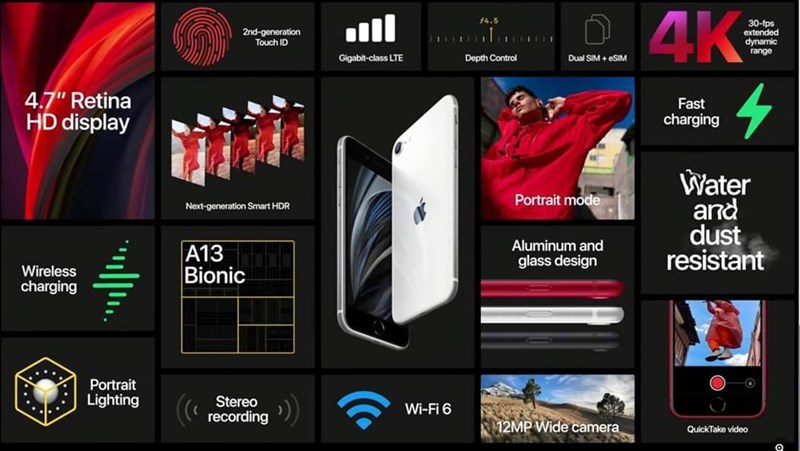 4.7" Retina
HD display
2nd-generation
Touch ID
Gigabit-class LTE
ƒ4.5
Depth Control
Dual SIM + eSIM
4K
30-fps
extended
dynamic
range
Next-generation Smart HDR
Portrait mode
Fast
charging
Water
and
dust
resistant
Wireless
charging
A13
Bionic
Aluminum and
glass design
Portrait
Lighting
Stereo
recording
Wi-Fi 6
12MP Wide camera
QuickTake video